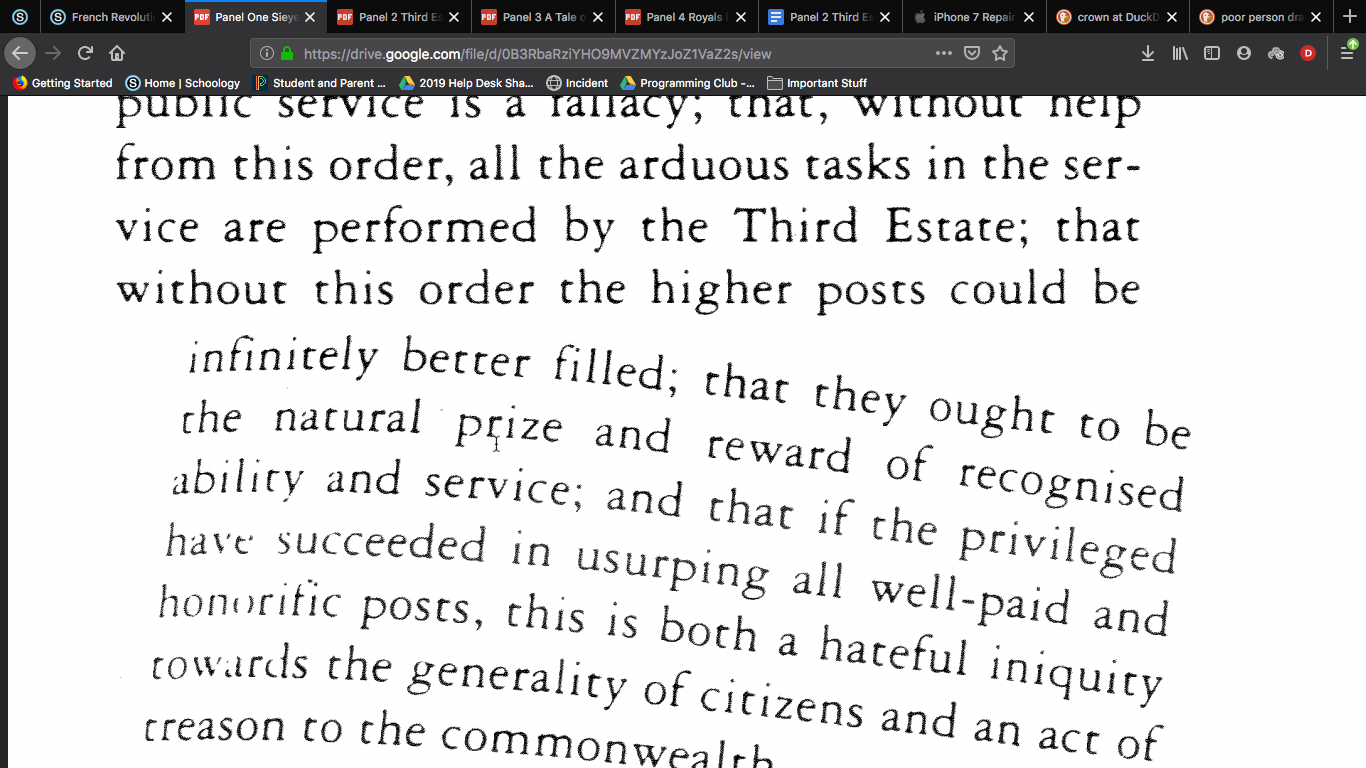 French Revoluti
Panel One Siey
Panel 2 Third Es
Panel 3 A Tale o
Panel 4 Royals i
Panel 2 Third Es
iPhone 7 Repair
crown at DuckD
poor person dra
https://drive.google.com/file/d/0B3RbaRziYHO9MVZMYzJoZ1VaZ2s/view
Getting Started
Home | Schoology
Student and Parent ...
2019 Help Desk Sha...
Incident
Programming Club -...
Important Stuff
public service is a fallacy; that, without help
from this order, all the arduous tasks in the ser-
vice are performed by the Third Estate; that
without this order the higher posts could be
infinitely better filled; that they ought to be
the natural prize and reward of recognised
ability and service; and that if the privileged
have succeeded in usurping all well-paid and
honorific posts, this is both a hateful iniquity
towards the generality of citizens and an act of
treason to the commonwealth